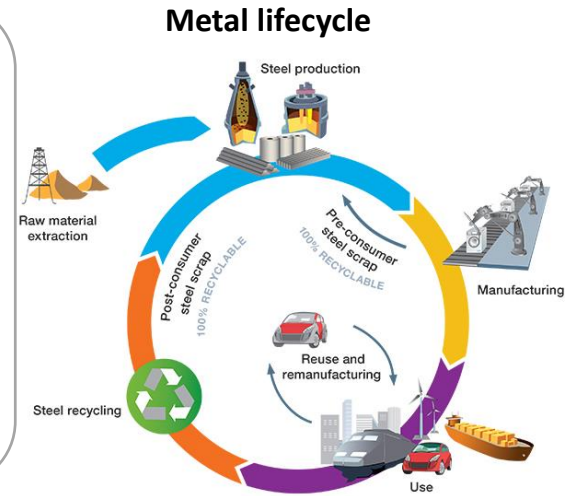 Metal lifecycle
Steel production
Raw material
extraction
Post-consumer
steel scrap
100% RECYCLABLE
Pre-consumer
steel scrap
100% RECYCLABLE
Manufacturing
Reuse and
remanufacturing
Steel recycling
Use